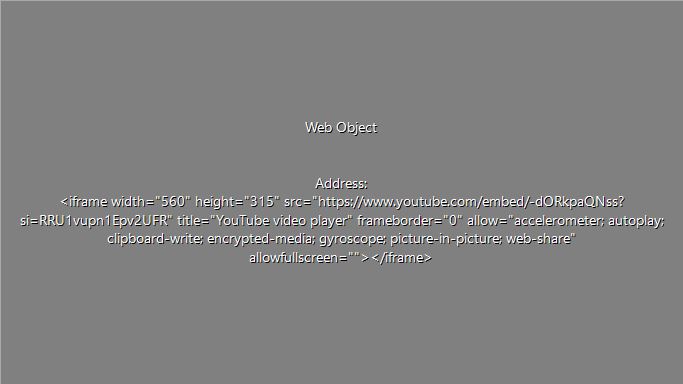 Web Object
Address:
<iframe width="560" height="315" src="https://www.youtube.com/embed/-dORkpaQNss?
si=RRU1vupn1Epv2UFR" title="YouTube video player" frameborder="0" allow="accelerometer; autoplay;
clipboard-write; encrypted-media; gyroscope; picture-in-picture; web-share"
allowfullscreen=""></iframe>